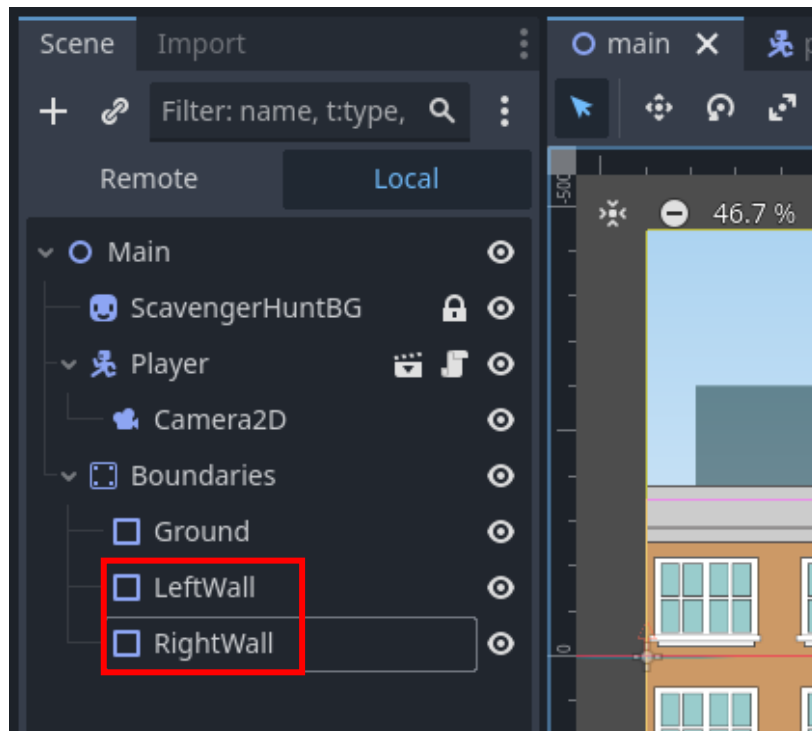 Scene Import
main
Filter: name, t:type,
Remote Local
-500
46.7 %
Main
ScavengerHuntBG
Player
Camera2D
Boundaries
Ground
LeftWall
RightWall
0